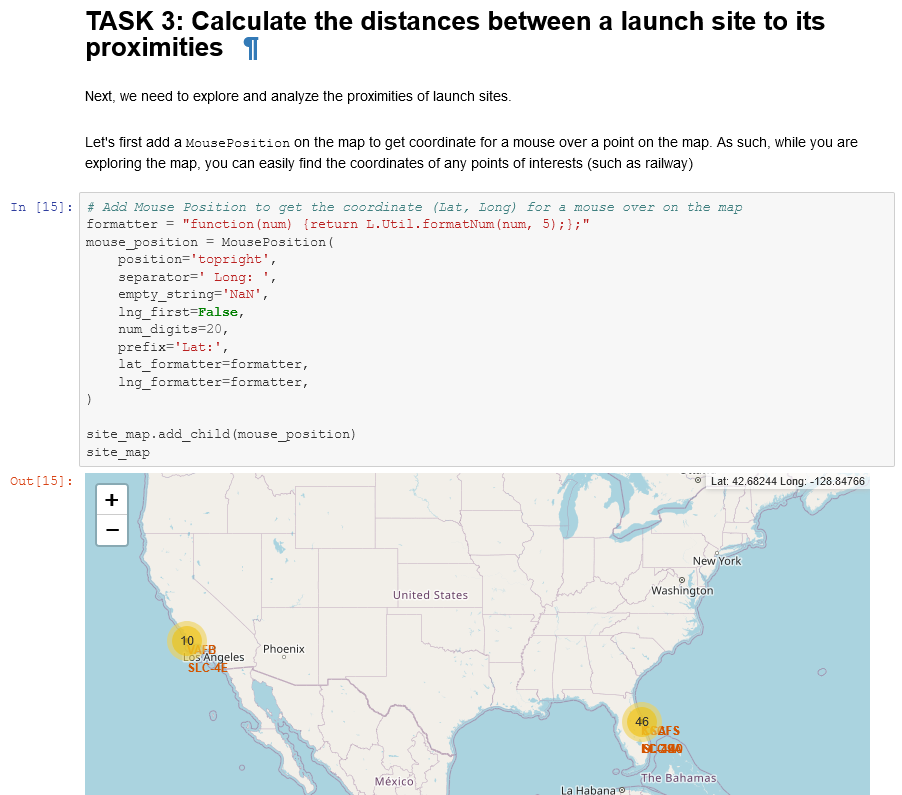 TASK 3: Calculate the distances between a launch site to its
proximities ¶
Next, we need to explore and analyze the proximities of launch sites.
Let's first add a MousePosition on the map to get coordinate for a mouse over a point on the map. As such, while you are
exploring the map, you can easily find the coordinates of any points of interests (such as railway)
In [15]:
# Add Mouse Position to get the coordinate (Lat, Long) for a mouse over on the map
formatter = "function(num) {return L.Util.formatNum(num, 5);};"
mouse_position = MousePosition(
    position='topright',
    separator=' Long: ',
    empty_string='NaN',
    lng_first=False,
    num_digits=20,
    prefix='Lat:',
    lat_formatter=formatter,
    lng_formatter=formatter,
)
site_map.add_child(mouse_position)
site_map
Out[15]:
+
−
Lat: 42.68244 Long: -128.84766
New York
Washington
United States
10
VAFB
Los Angeles
SLC-4E
Phoenix
46
México
The Bahamas
La Habana